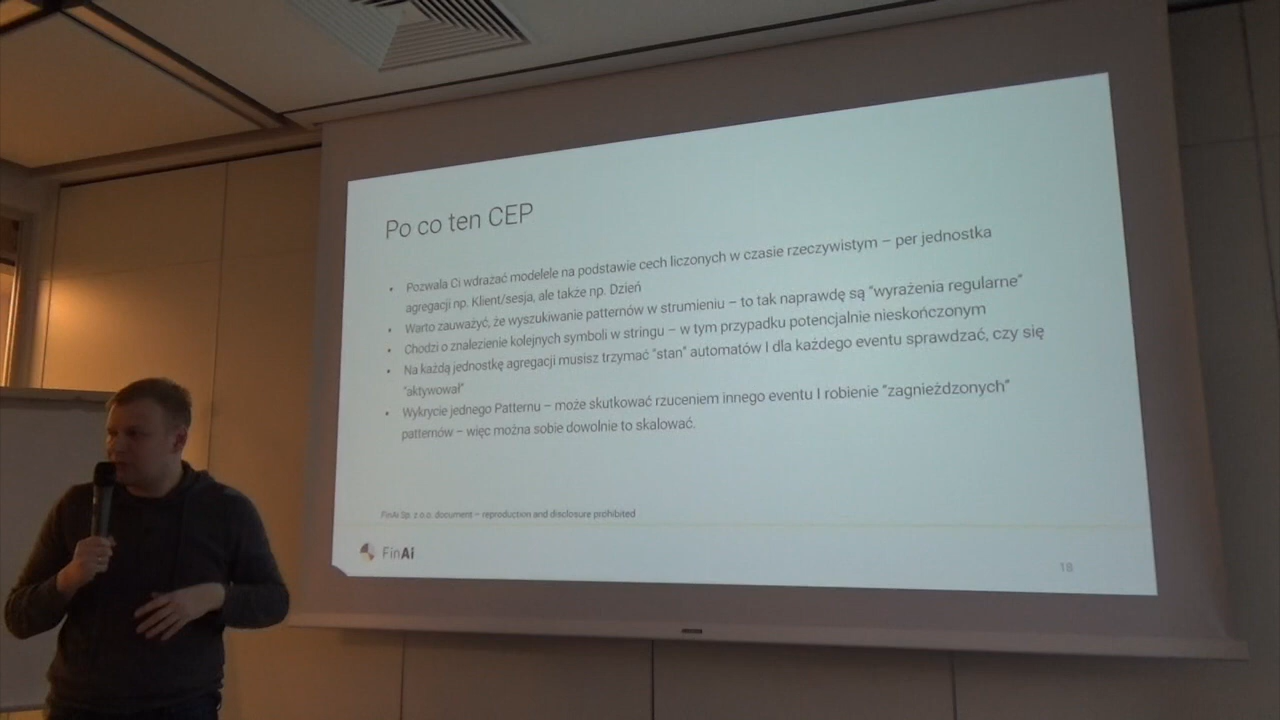 Po co ten CEP
• Pozwala Ci wdrażać modelele na podstawie cech liczonych w czasie rzeczywistym – per jednostka
agregacji np. Klient/sesja, ale także np. Dzień
• Warto zauważyć, że wyszukiwanie patternów w strumieniu – to tak naprawdę są "wyrażenia regularne"
• Chodzi o znalezienie kolejnych symboli w stringu – w tym przypadku potencjalnie nieskończonym
• Na każdą jednostkę agregacji musisz trzymać "stan" automatów I dla każdego eventu sprawdzać, czy się
"aktywował"
• Wykrycie jednego Patternu – może skutkować rzuceniem innego eventu I robienie "zagnieżdzonych"
patternów – więc można sobie dowolnie to skalować.
FinAi Sp. z o.o. document – reproduction and disclosure prohibited
FinAi
18